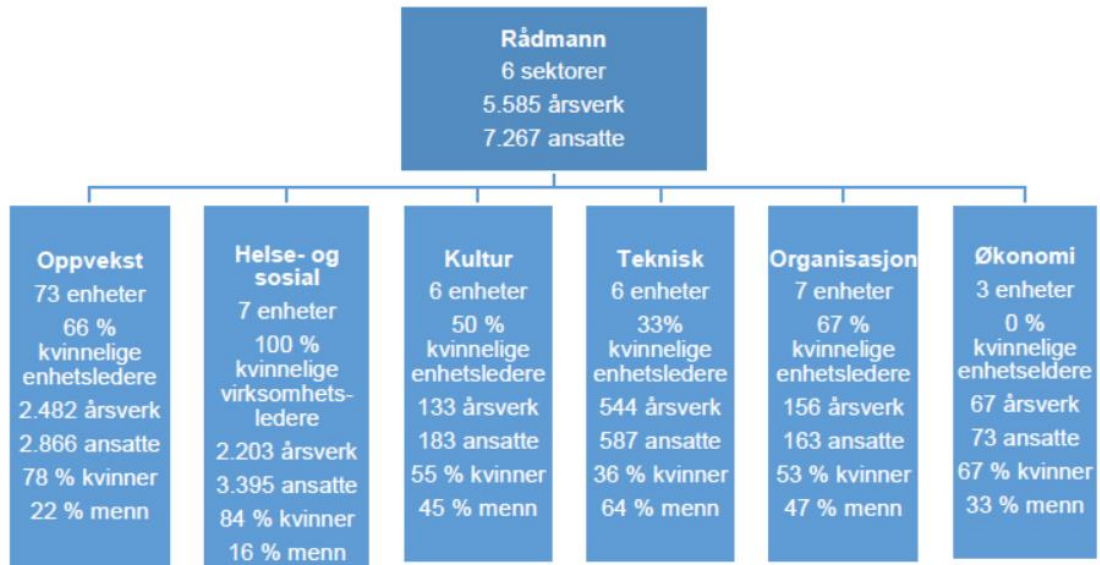 Rådmann
6 sektorer
5.585 årsverk
7.267 ansatte
Oppvekst
73 enheter
66 %
kvinnelige
enhetsledere
2.482 årsverk
2.866 ansatte
78 % kvinner
22 % menn
Helse- og
sosial
7 enheter
100 %
kvinnelige
virksomhets-
ledere
2.203 årsverk
3.395 ansatte
84 % kvinner
16 % menn
Kultur
6 enheter
50 %
kvinnelige
enhetsledere
133 årsverk
183 ansatte
55 % kvinner
45 % menn
Teknisk
6 enheter
33%
kvinnelige
enhetsledere
544 årsverk
587 ansatte
36 % kvinner
64 % menn
Organisasjon
7 enheter
67 %
kvinnelige
enhetsledere
156 årsverk
163 ansatte
53 % kvinner
47 % menn
Økonomi
3 enheter
0 %
kvinnelige
enhetseldere
67 årsverk
73 ansatte
67 % kvinner
33 % menn